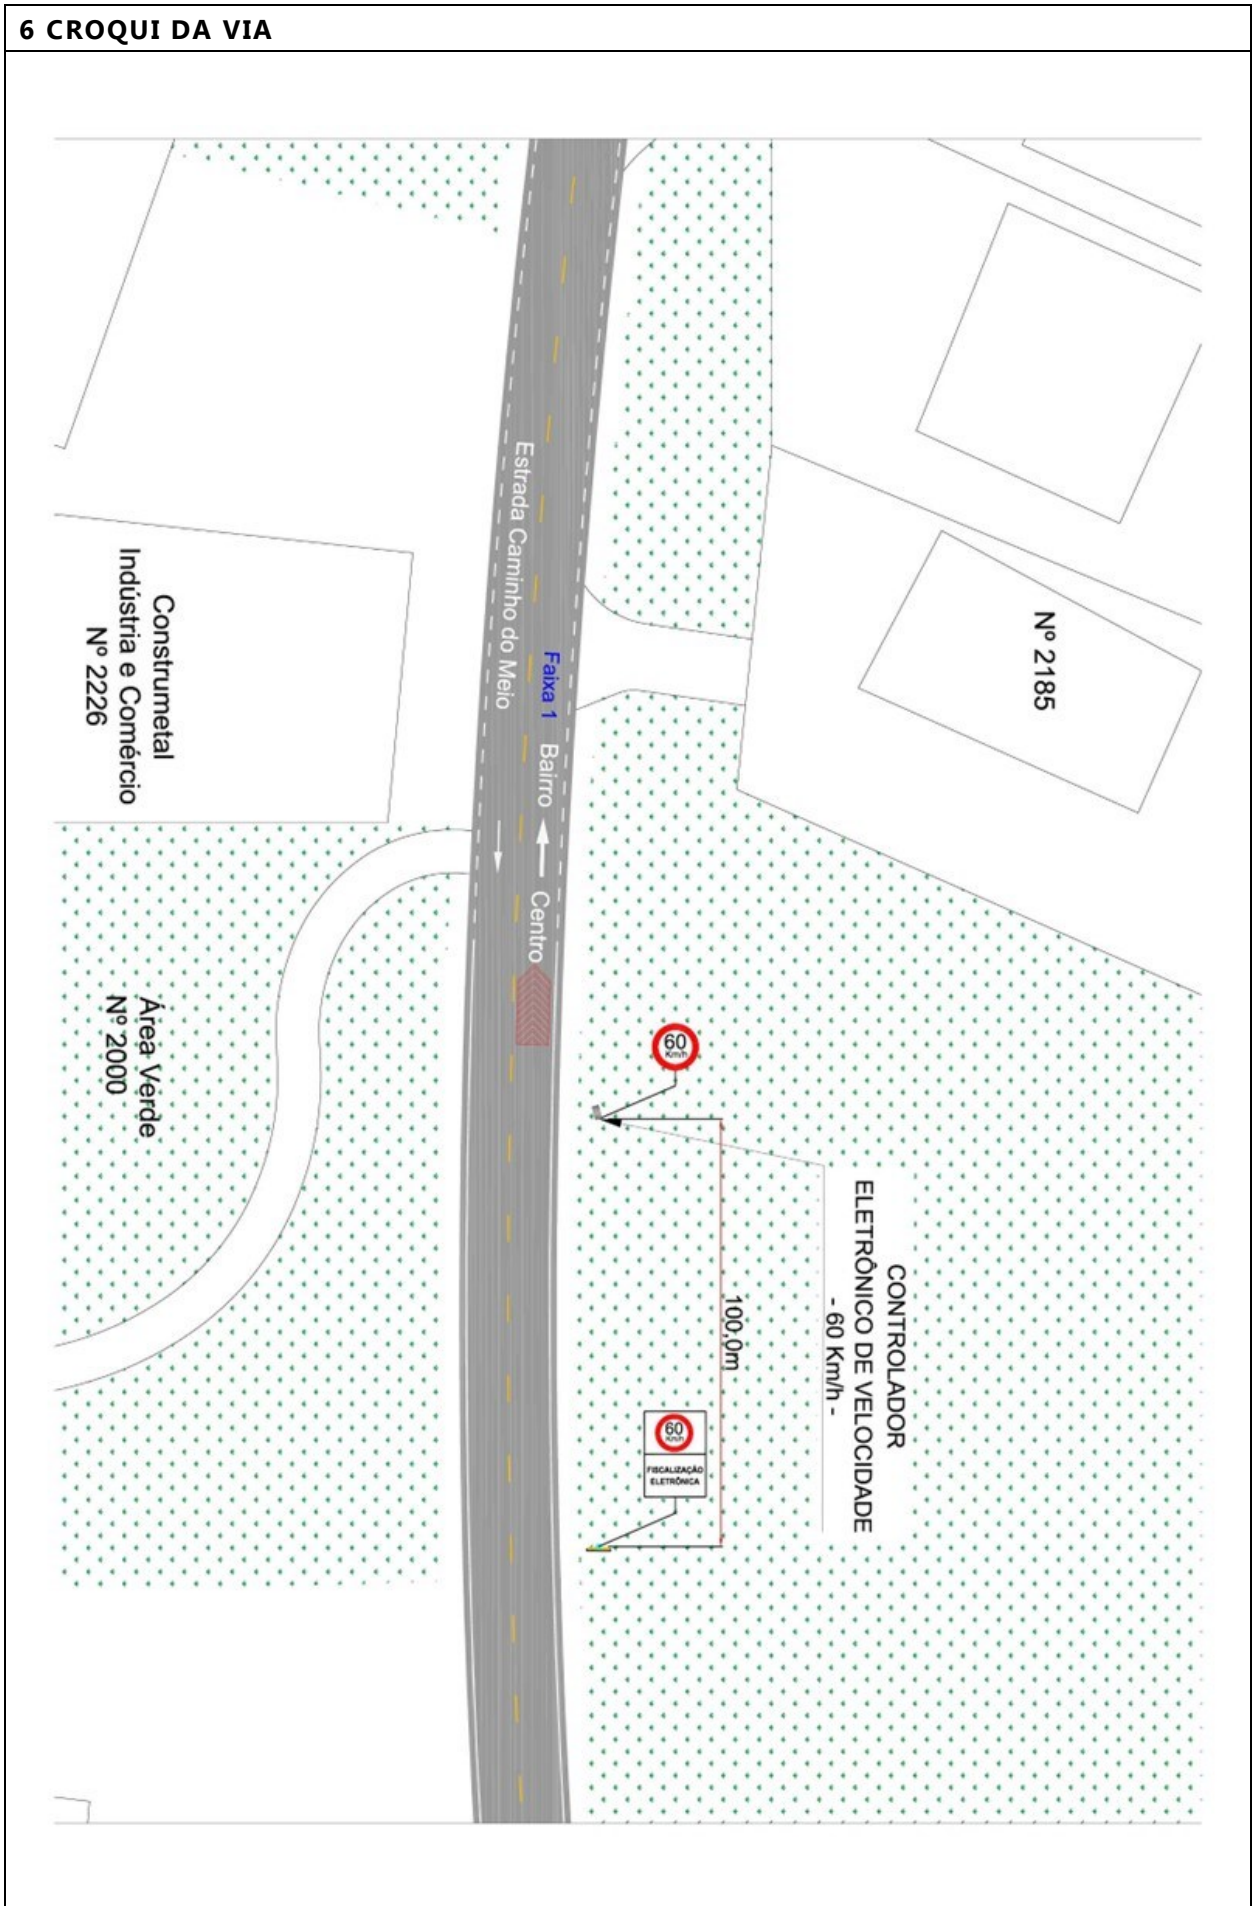 6 CROQUI DA VIA
Estrada Caminho do Meio
Faixa 1
Bairro
Centro
Construmetal
Indústria e Comércio
Nº 2226
Nº 2185
Área Verde
Nº 2000
60
Km/h
CONTROLADOR
ELETRÔNICO DE VELOCIDADE
- 60 Km/h -
100,0m
60
Km/h
FISCALIZAÇÃO
ELETRÔNICA